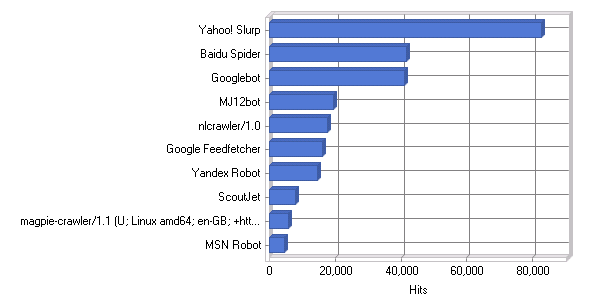 Yahoo! Slurp
Baidu Spider
Googlebot
MJ12bot
nlcrawler/1.0
Google Feedfetcher
Yandex Robot
ScoutJet
magpie-crawler/1.1 (U; Linux amd64; en-GB; +htt...
MSN Robot
0 20,000 40,000 60,000 80,000
Hits